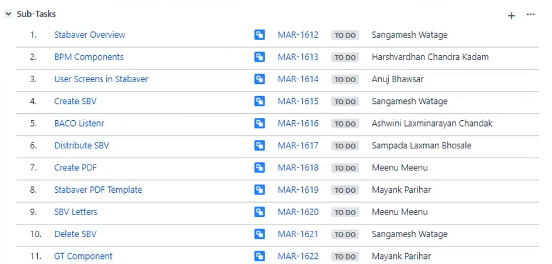 Sub-Tasks
1. Stabaver Overview MAR-1612 TO DO Sangamesh Watage
2. BPM Components MAR-1613 TO DO Harshvardhan Chandra Kadam
3. User Screens in Stabaver MAR-1614 TO DO Anuj Bhawsar
4. Create SBV MAR-1615 TO DO Sangamesh Watage
5. BACO Listenr MAR-1616 TO DO Ashwini Laxminarayan Chandak
6. Distribute SBV MAR-1617 TO DO Sampada Laxman Bhosale
7. Create PDF MAR-1618 TO DO Meenu Meenu
8. Stabaver PDF Template MAR-1619 TO DO Mayank Parihar
9. SBV Letters MAR-1620 TO DO Meenu Meenu
10. Delete SBV MAR-1621 TO DO Sangamesh Watage
11. GT Component MAR-1622 TO DO Mayank Parihar